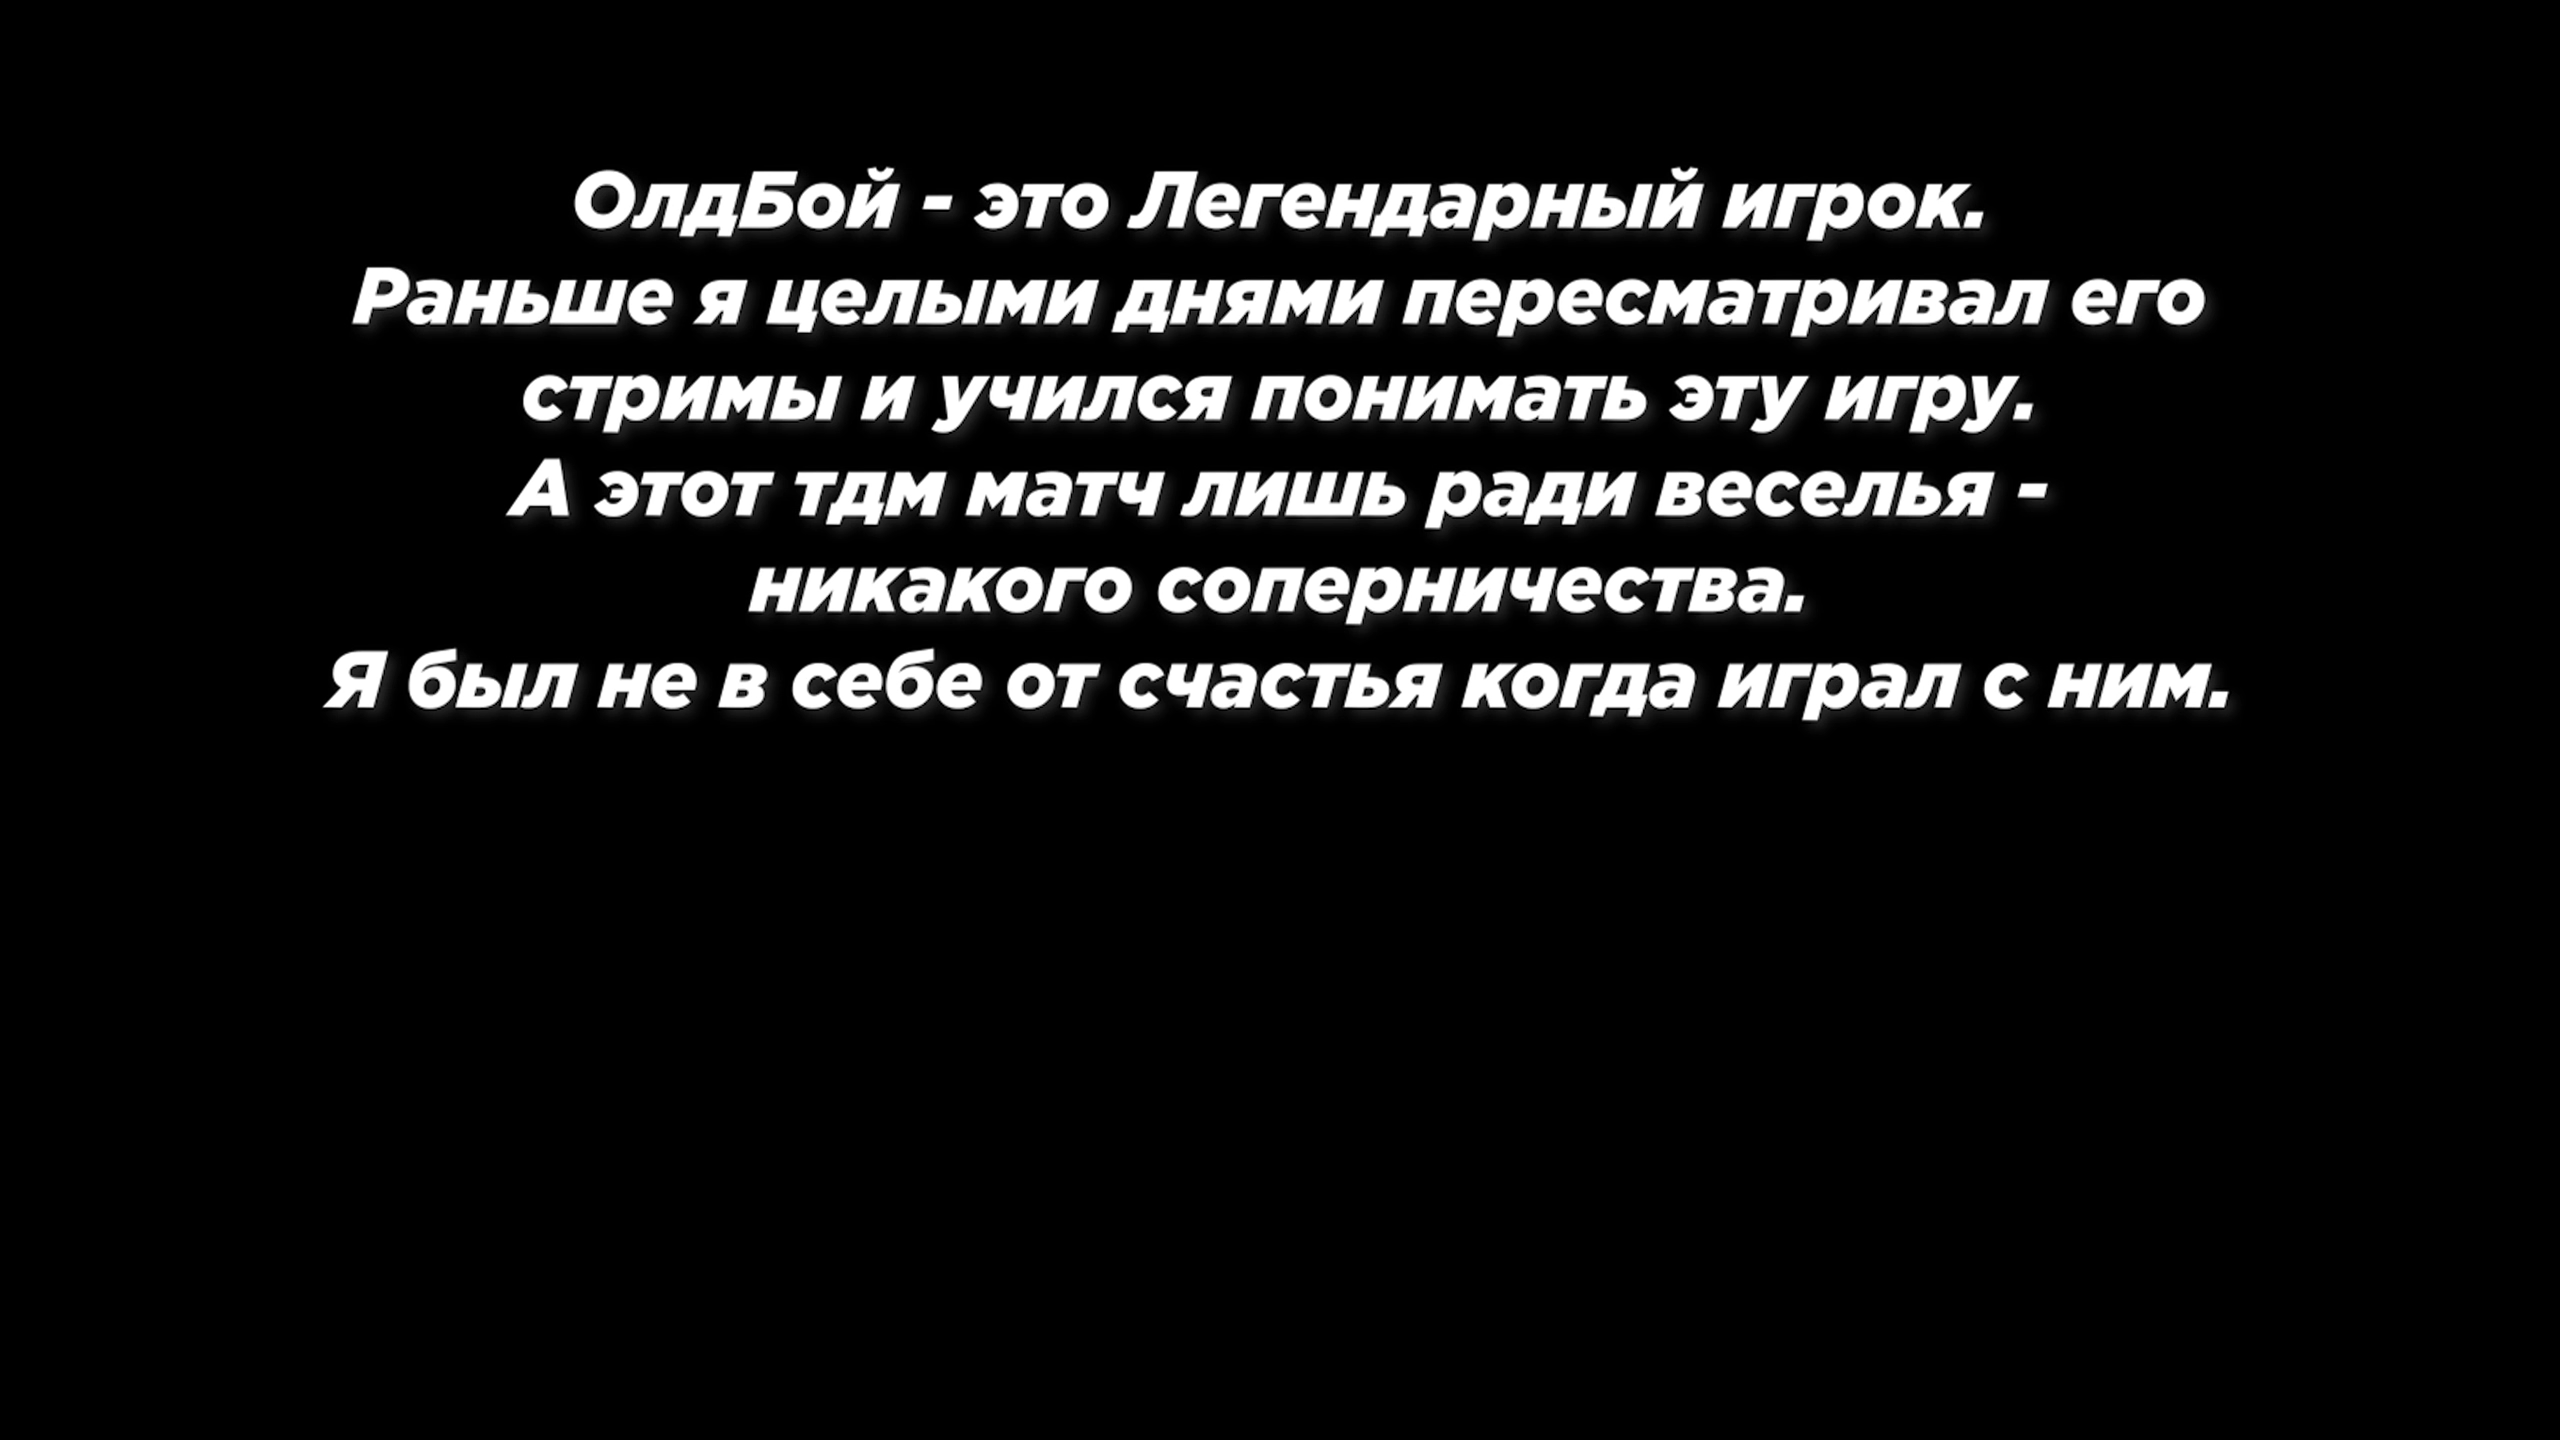 ОлдБой - это Легендарный игрок.
Раньше я целыми днями пересматривал его
стримы и учился понимать эту игру.
А этот тдм матч лишь ради веселья -
никакого соперничества.
Я был не в себе от счастья когда играл с ним.